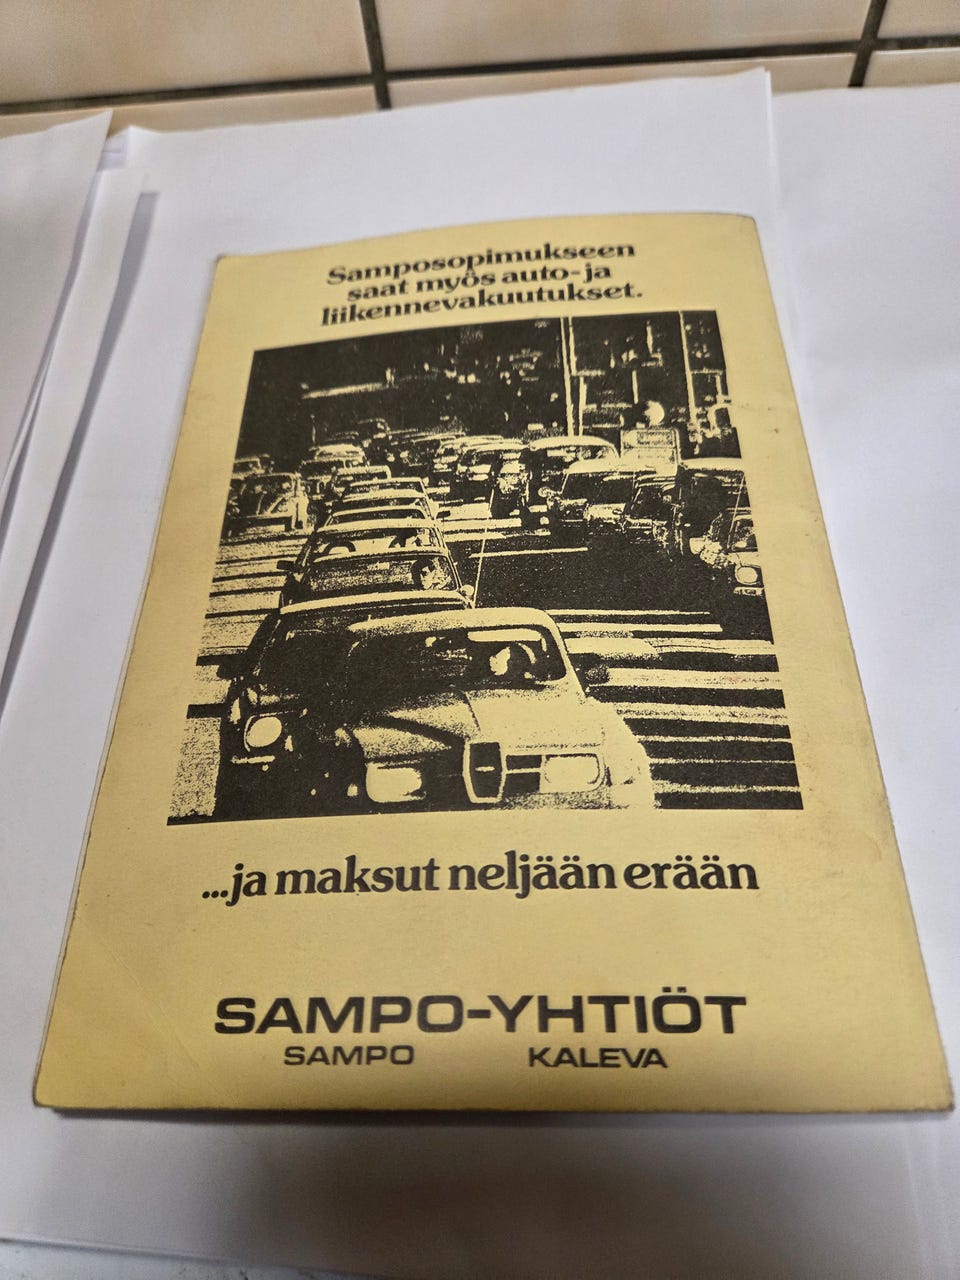 Samposopimukseen
saat myös auto- ja
liikennevakuutukset.
...ja maksut neljään erään
SAMPO-YHTIÖT
SAMPO KALEVA